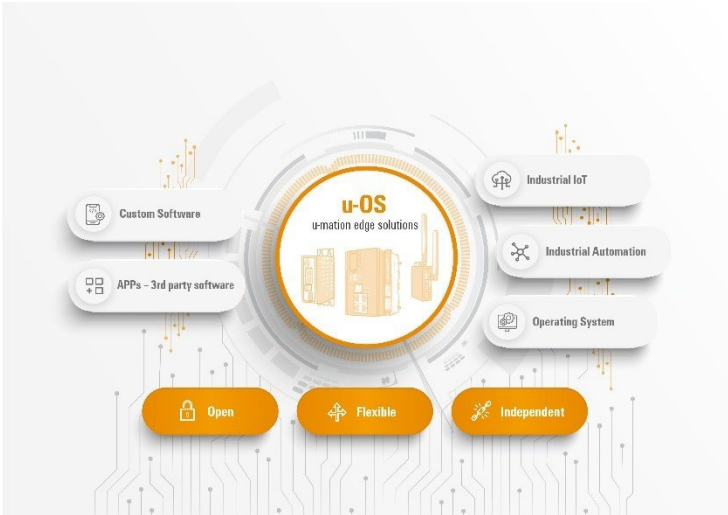 u-OS
u-mation edge solutions
Custom Software
APPs – 3rd party software
Industrial IoT
Industrial Automation
Operating System
Open
Flexible
Independent